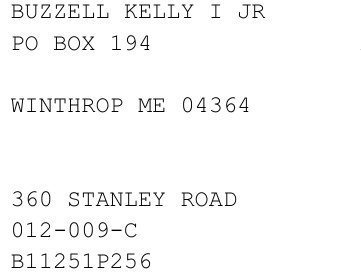 BUZZELL KELLY I JR
PO BOX 194
WINTHROP ME 04364
360 STANLEY ROAD
012-009-C
B11251P256